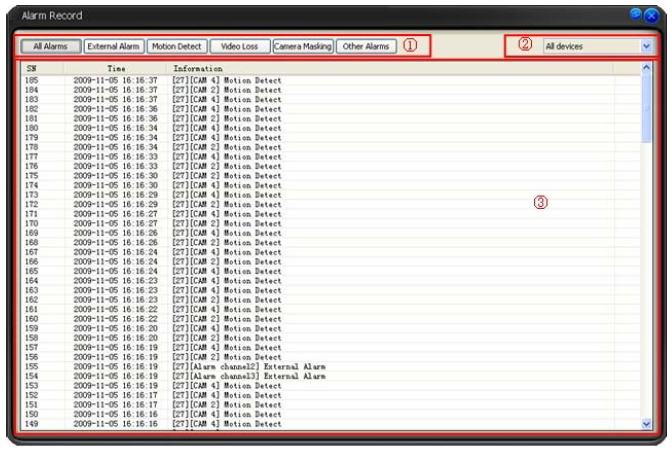 Alarm Record
All Alarms External Alarm Motion Detect Video Loss Camera Masking Other Alarms ① ② All devices
SN Time Information
185 2009-11-05 16:16:37 [27][CAM 4] Motion Detect
184 2009-11-05 16:16:37 [27][CAM 2] Motion Detect
183 2009-11-05 16:16:37 [27][CAM 4] Motion Detect
182 2009-11-05 16:16:36 [27][CAM 4] Motion Detect
181 2009-11-05 16:16:36 [27][CAM 2] Motion Detect
180 2009-11-05 16:16:34 [27][CAM 4] Motion Detect
179 2009-11-05 16:16:34 [27][CAM 4] Motion Detect
178 2009-11-05 16:16:34 [27][CAM 2] Motion Detect
177 2009-11-05 16:16:33 [27][CAM 4] Motion Detect
176 2009-11-05 16:16:33 [27][CAM 2] Motion Detect
175 2009-11-05 16:16:30 [27][CAM 2] Motion Detect
174 2009-11-05 16:16:30 [27][CAM 4] Motion Detect
173 2009-11-05 16:16:29 [27][CAM 4] Motion Detect
172 2009-11-05 16:16:29 [27][CAM 2] Motion Detect
171 2009-11-05 16:16:27 [27][CAM 4] Motion Detect
170 2009-11-05 16:16:27 [27][CAM 2] Motion Detect
169 2009-11-05 16:16:26 [27][CAM 4] Motion Detect
168 2009-11-05 16:16:26 [27][CAM 2] Motion Detect
167 2009-11-05 16:16:24 [27][CAM 4] Motion Detect
166 2009-11-05 16:16:24 [27][CAM 2] Motion Detect
165 2009-11-05 16:16:24 [27][CAM 4] Motion Detect
164 2009-11-05 16:16:23 [27][CAM 2] Motion Detect
163 2009-11-05 16:16:23 [27][CAM 4] Motion Detect
162 2009-11-05 16:16:23 [27][CAM 2] Motion Detect
161 2009-11-05 16:16:22 [27][CAM 4] Motion Detect
160 2009-11-05 16:16:22 [27][CAM 2] Motion Detect
159 2009-11-05 16:16:20 [27][CAM 4] Motion Detect
158 2009-11-05 16:16:20 [27][CAM 2] Motion Detect
157 2009-11-05 16:16:19 [27][CAM 4] Motion Detect
156 2009-11-05 16:16:19 [27][CAM 2] Motion Detect
155 2009-11-05 16:16:19 [27][Alarm channel2] External Alarm
154 2009-11-05 16:16:19 [27][Alarm channel3] External Alarm
153 2009-11-05 16:16:19 [27][CAM 4] Motion Detect
152 2009-11-05 16:16:17 [27][CAM 4] Motion Detect
151 2009-11-05 16:16:17 [27][CAM 2] Motion Detect
150 2009-11-05 16:16:16 [27][CAM 4] Motion Detect
149 2009-11-05 16:16:16 [27][CAM 4] Motion Detect
③